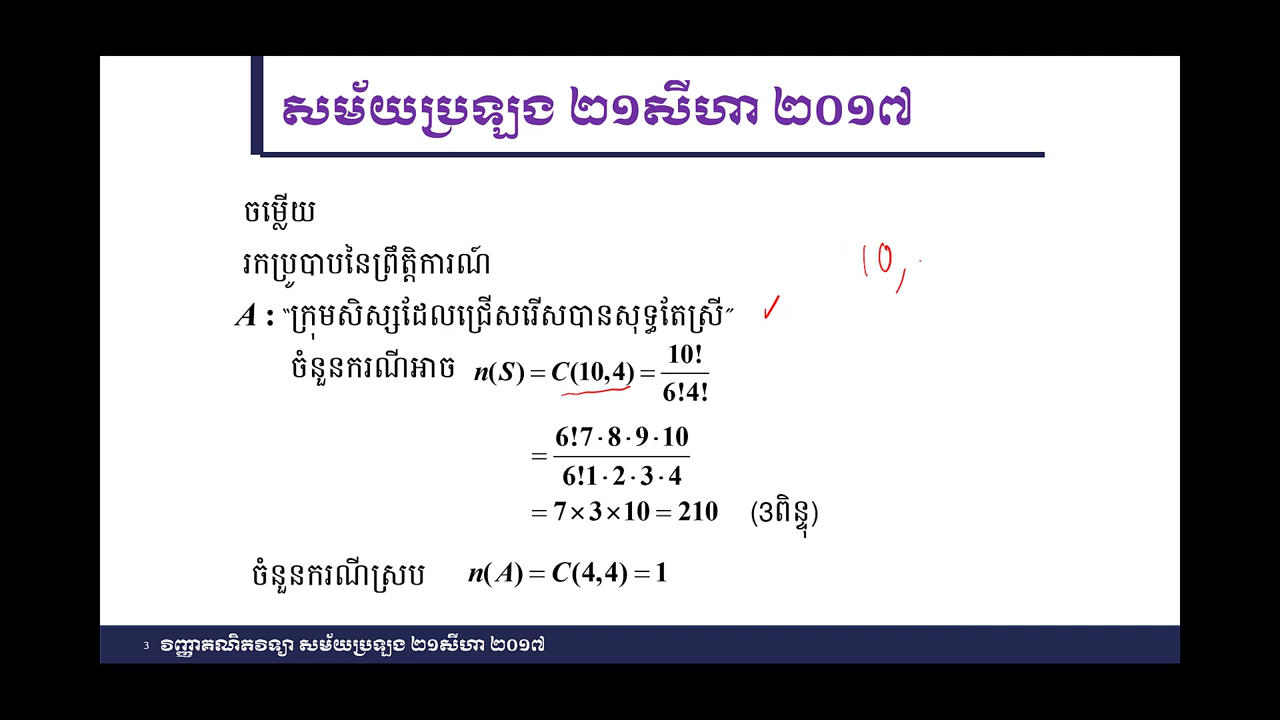 សម័យប្រឡង ២១សីហា ២០១៧
ចម្លើយ
រកប្រូបាបនៃព្រឹត្តិការណ៍
10,
A : “ក្រុមសិស្សដែលជ្រើសរើសបានសុទ្ធតែស្រី” ✓
ចំនួនករណីអាច n(S) = C(10,4) = 10! / 6!4!
= 6!7·8·9·10 / 6!1·2·3·4
= 7×3×10 = 210 (3ពិន្ទុ)
ចំនួនករណីស្រប n(A) = C(4,4) = 1
3 វិញ្ញាគណិតវិទ្យា សម័យប្រឡង ២១សីហា ២០១៧